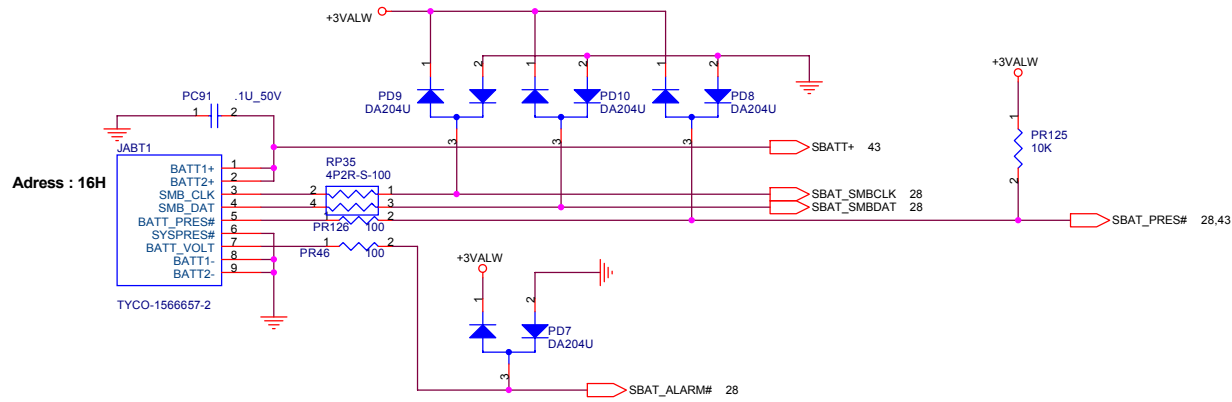 +3VALW
1
2
1
2
1
2
PD9
DA204U
PD10
DA204U
PD8
DA204U
3
3
3
+3VALW
1
PR125
10K
2
PC91
.1U_50V
1
2
JABT1
Adress : 16H
BATT1+ 1
BATT2+ 2
SMB_CLK 3
SMB_DAT 4
BATT_PRES# 5
SYSPRES# 6
BATT_VOLT 7
BATT1- 8
BATT2- 9
TYCO-1566657-2
RP35
4P2R-S-100
2 1
4 3
1 2
PR126 100
1 2
PR46 100
SBATT+ 43
SBAT_SMBCLK 28
SBAT_SMBDAT 28
SBAT_PRES# 28,43
+3VALW
1
2
PD7
DA204U
3
SBAT_ALARM# 28